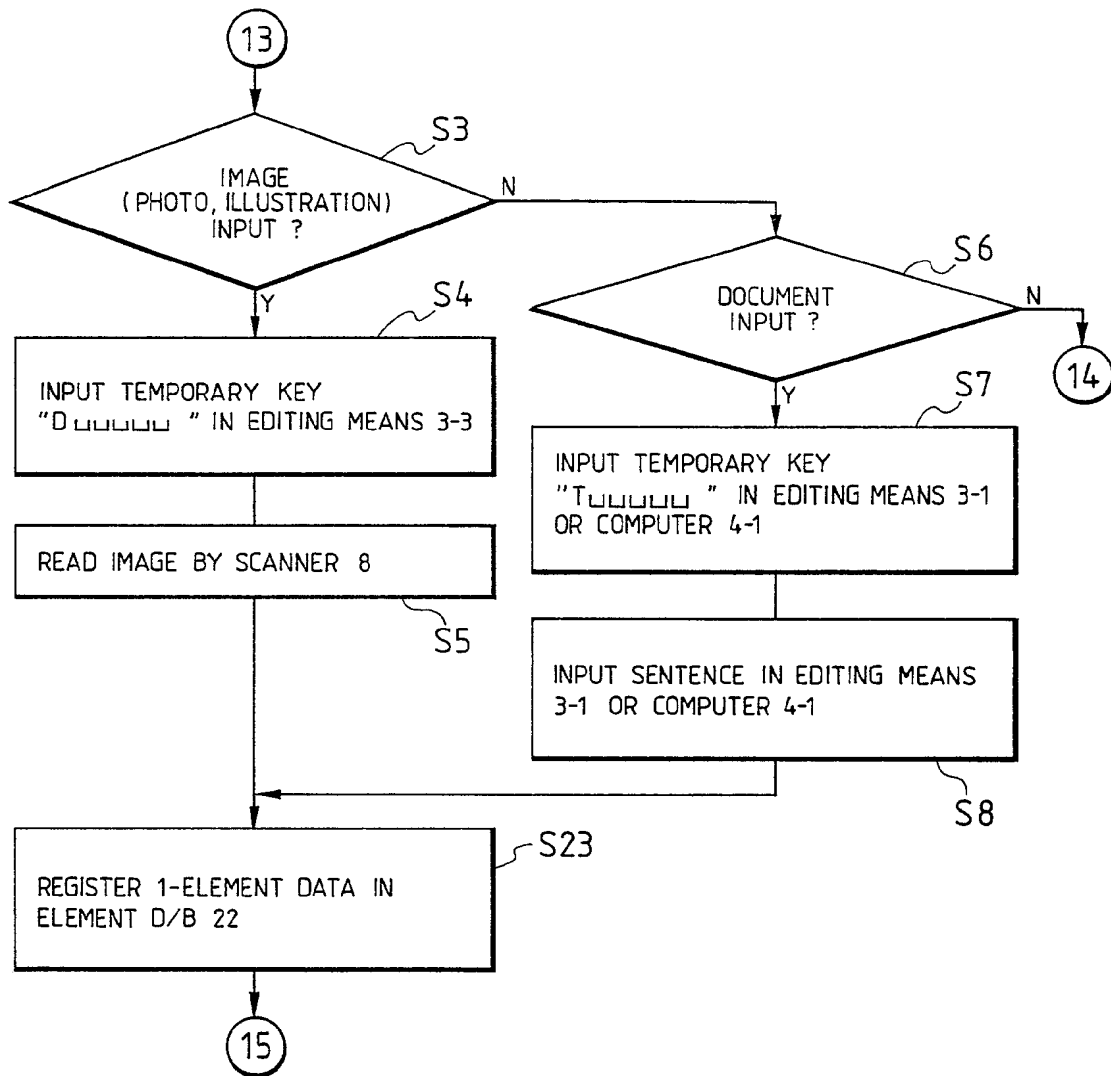 13
S3
IMAGE
(PHOTO, ILLUSTRATION)
INPUT ?
N
Y
S4
INPUT TEMPORARY KEY
"D␣␣␣␣␣ " IN EDITING MEANS 3-3
READ IMAGE BY SCANNER 8
S5
S6
DOCUMENT
INPUT ?
N
14
Y
S7
INPUT TEMPORARY KEY
"T␣␣␣␣␣ " IN EDITING MEANS 3-1
OR COMPUTER 4-1
INPUT SENTENCE IN EDITING MEANS
3-1 OR COMPUTER 4-1
S8
S23
REGISTER 1-ELEMENT DATA IN
ELEMENT D/B 22
15